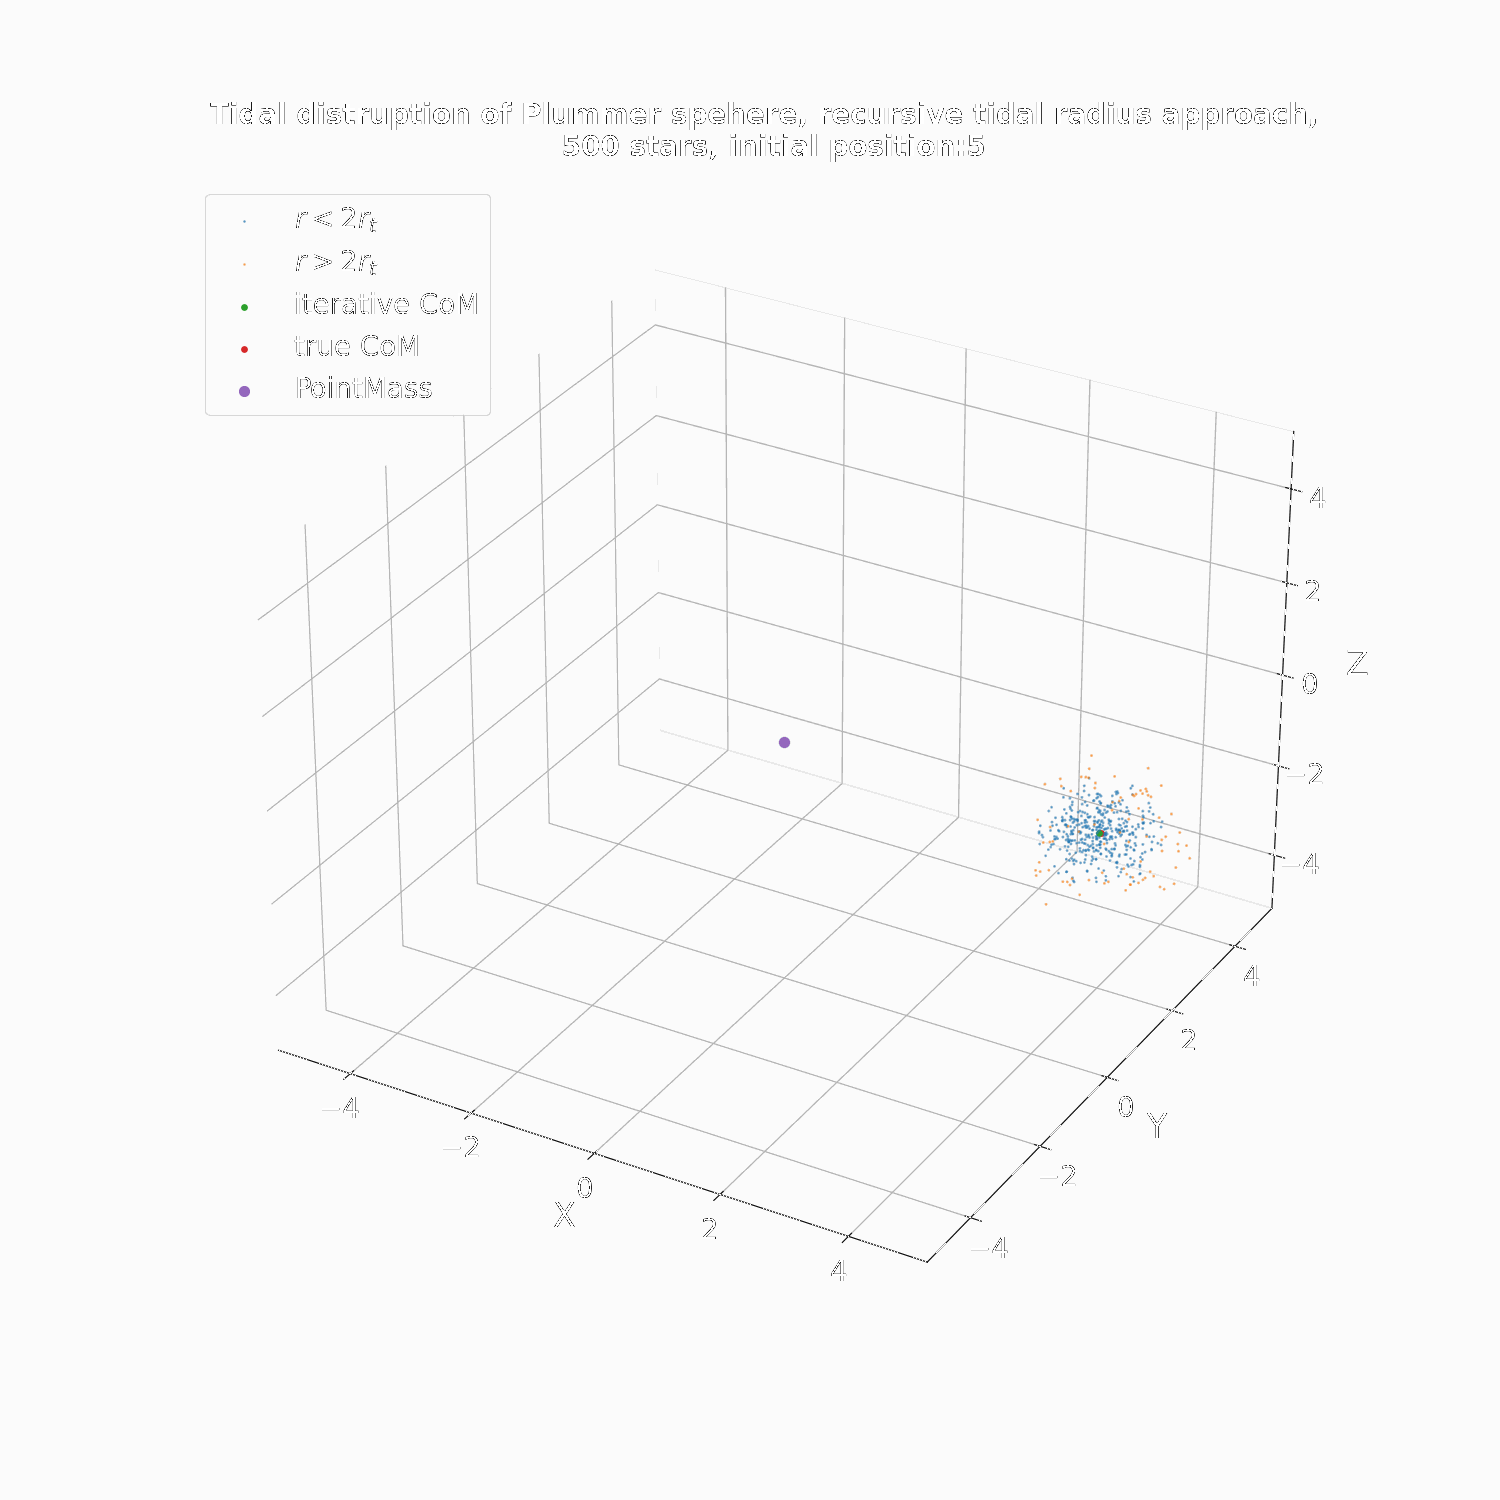 Tidal distruption of Plummer spehere, recursive tidal radius approach,
500 stars, initial position:5
r < 2r_t
r > 2r_t
iterative CoM
true CoM
PointMass
4
2
0
−2
−4
Z
4
2
0
−2
−4
Y
−4
−2
0
2
4
X